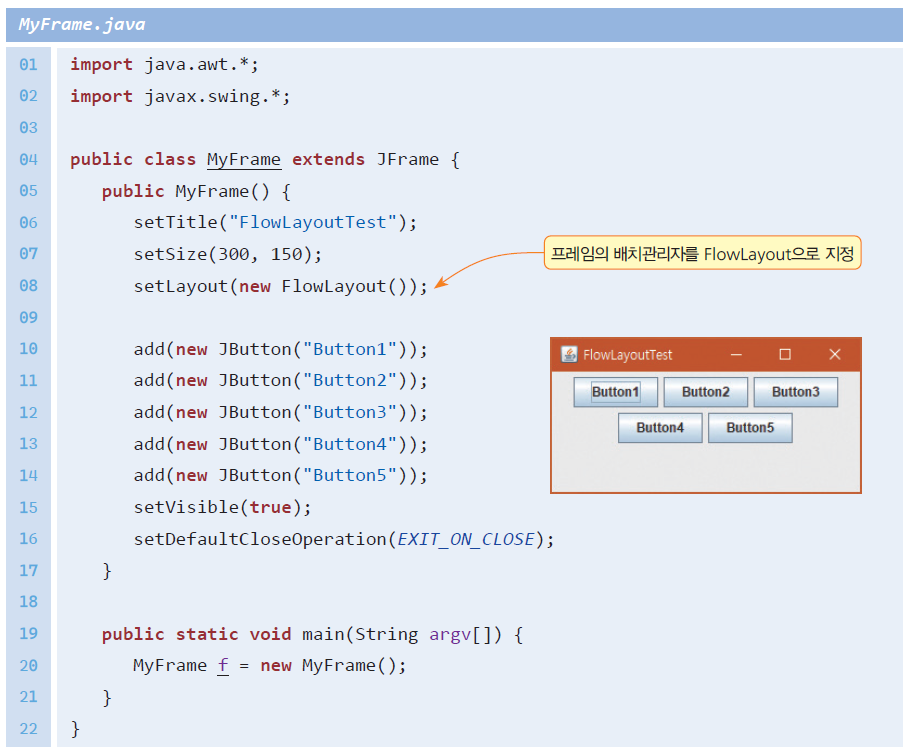 MyFrame.java
01 import java.awt.*;
02 import javax.swing.*;
03
04 public class MyFrame extends JFrame {
05 public MyFrame() {
06 setTitle("FlowLayoutTest");
07 setSize(300, 150);
프레임의 배치관리자를 FlowLayout으로 지정
08 setLayout(new FlowLayout());
09
10 add(new JButton("Button1"));
11 add(new JButton("Button2"));
12 add(new JButton("Button3"));
13 add(new JButton("Button4"));
14 add(new JButton("Button5"));
15 setVisible(true);
16 setDefaultCloseOperation(EXIT_ON_CLOSE);
17 }
18
19 public static void main(String argv[]) {
20 MyFrame f = new MyFrame();
21 }
22 }
FlowLayoutTest
Button1 Button2 Button3
Button4 Button5